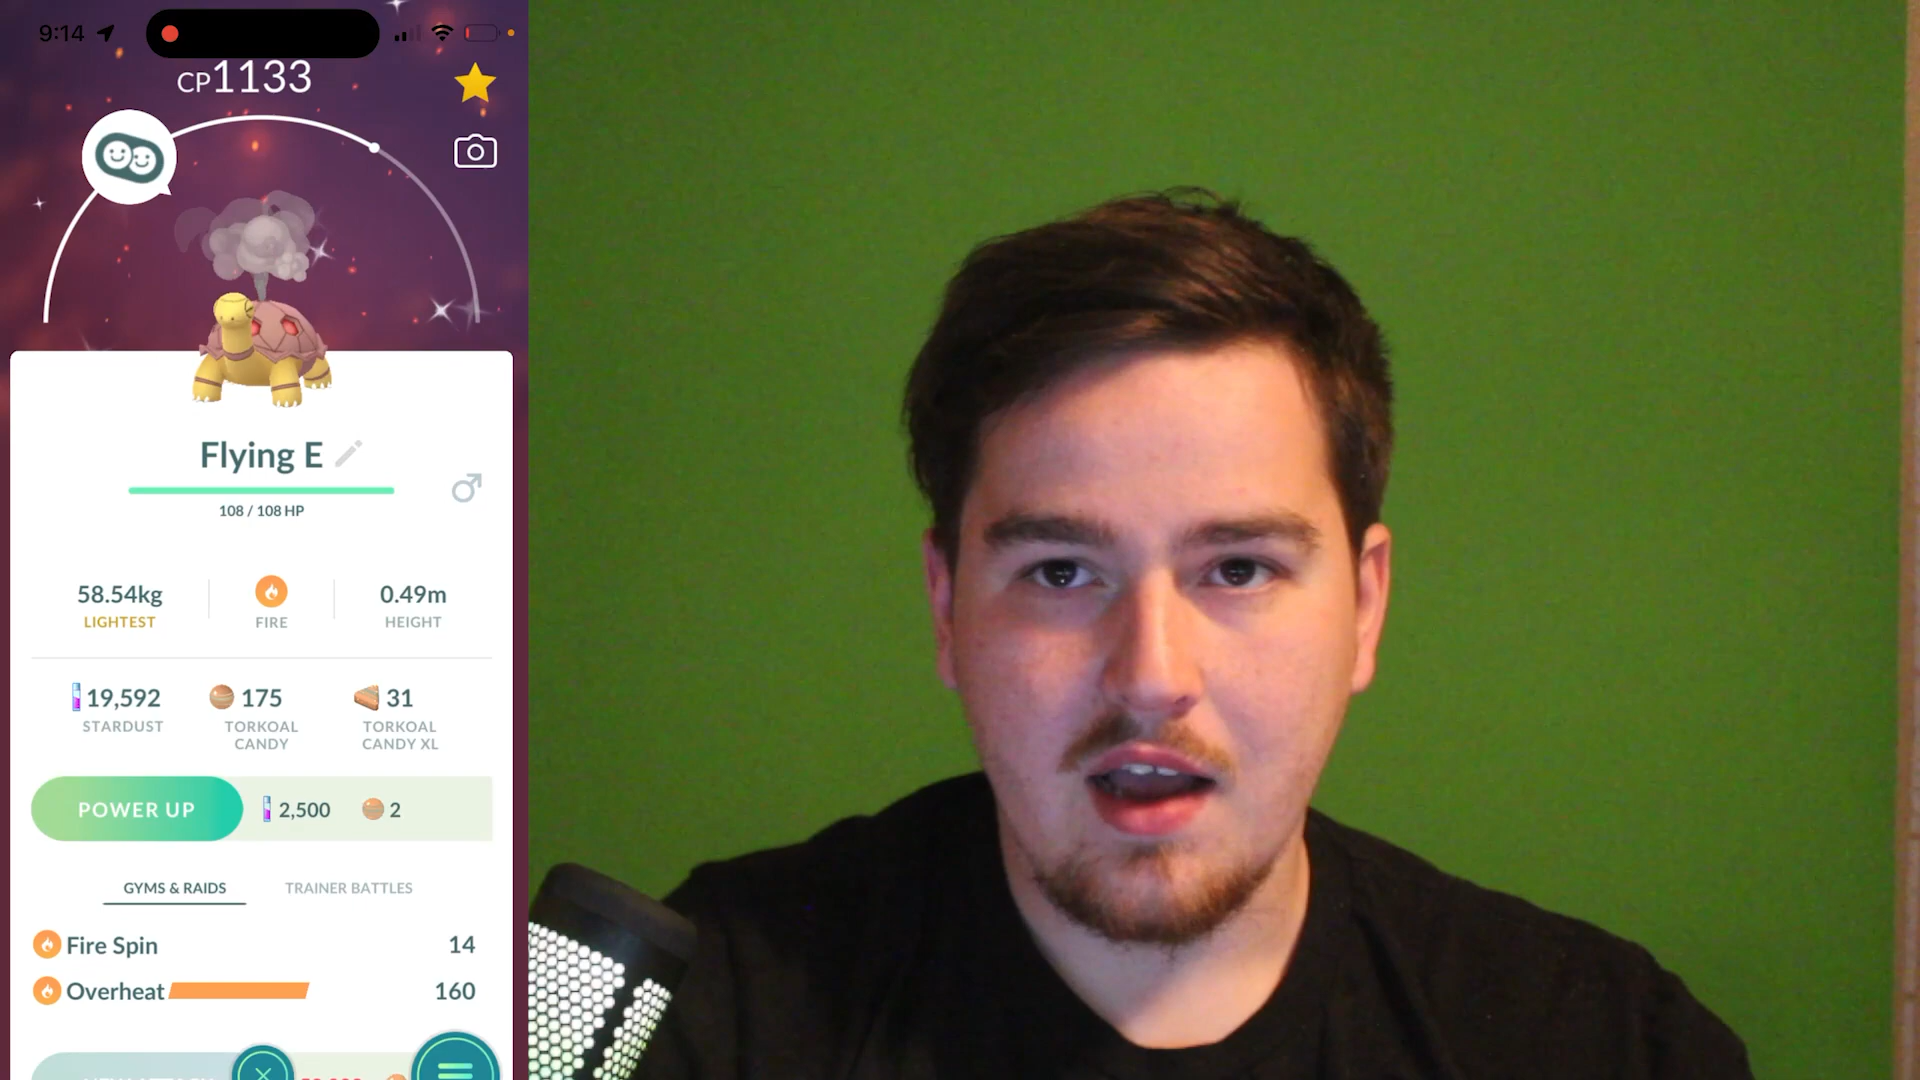 9:14
CP1133
Flying E
108 / 108 HP
58.54kg
LIGHTEST
FIRE
0.49m
HEIGHT
19,592
STARDUST
175
TORKOAL
CANDY
31
TORKOAL
CANDY XL
POWER UP
2,500
2
GYMS & RAIDS
TRAINER BATTLES
Fire Spin
14
Overheat
160